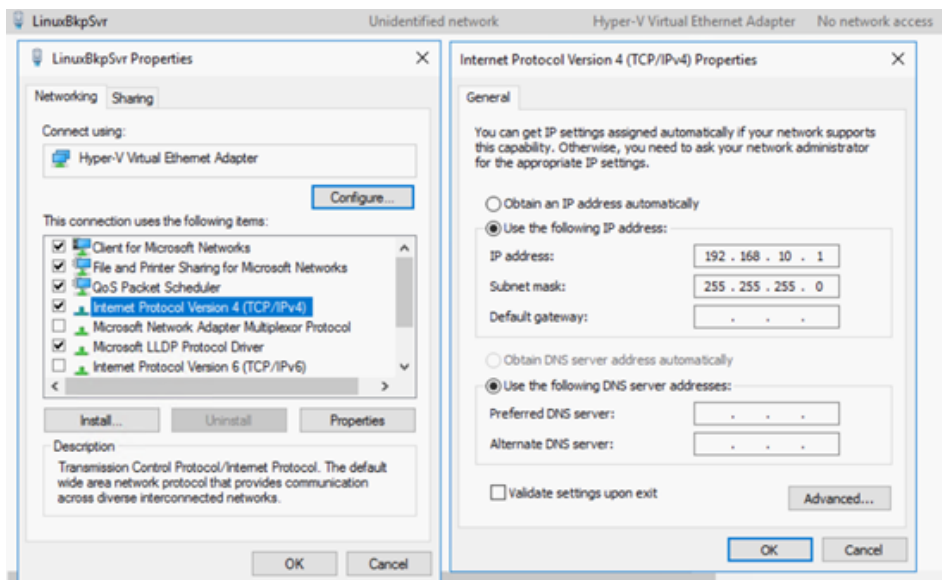 LinuxBkpSvr Unidentified network Hyper-V Virtual Ethernet Adapter No network access
LinuxBkpSvr Properties
Networking Sharing
Connect using:
Hyper-V Virtual Ethernet Adapter
Configure...
This connection uses the following items:
Client for Microsoft Networks
File and Printer Sharing for Microsoft Networks
QoS Packet Scheduler
Internet Protocol Version 4 (TCP/IPv4)
Microsoft Network Adapter Multiplexor Protocol
Microsoft LLDP Protocol Driver
Internet Protocol Version 6 (TCP/IPv6)
Install... Uninstall Properties
Description
Transmission Control Protocol/Internet Protocol. The default
wide area network protocol that provides communication
across diverse interconnected networks.
OK Cancel
Internet Protocol Version 4 (TCP/IPv4) Properties
General
You can get IP settings assigned automatically if your network supports
this capability. Otherwise, you need to ask your network administrator
for the appropriate IP settings.
Obtain an IP address automatically
Use the following IP address:
IP address: 192 . 168 . 10 . 1
Subnet mask: 255 . 255 . 255 . 0
Default gateway: . . .
Obtain DNS server address automatically
Use the following DNS server addresses:
Preferred DNS server: . . .
Alternate DNS server: . . .
Validate settings upon exit
Advanced...
OK Cancel